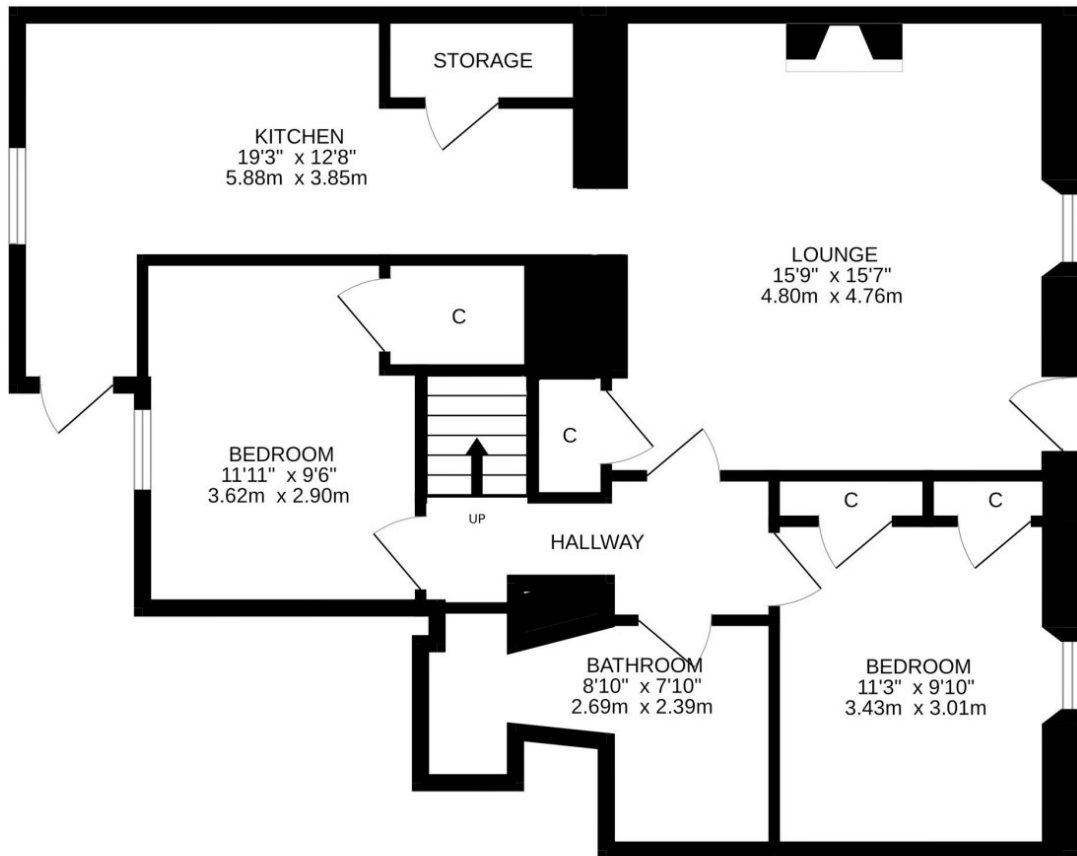 STORAGE
KITCHEN
19'3" x 12'8"
5.88m x 3.85m
LOUNGE
15'9" x 15'7"
4.80m x 4.76m
C
C
BEDROOM
11'11" x 9'6"
3.62m x 2.90m
UP
HALLWAY
C
C
BATHROOM
8'10" x 7'10"
2.69m x 2.39m
BEDROOM
11'3" x 9'10"
3.43m x 3.01m